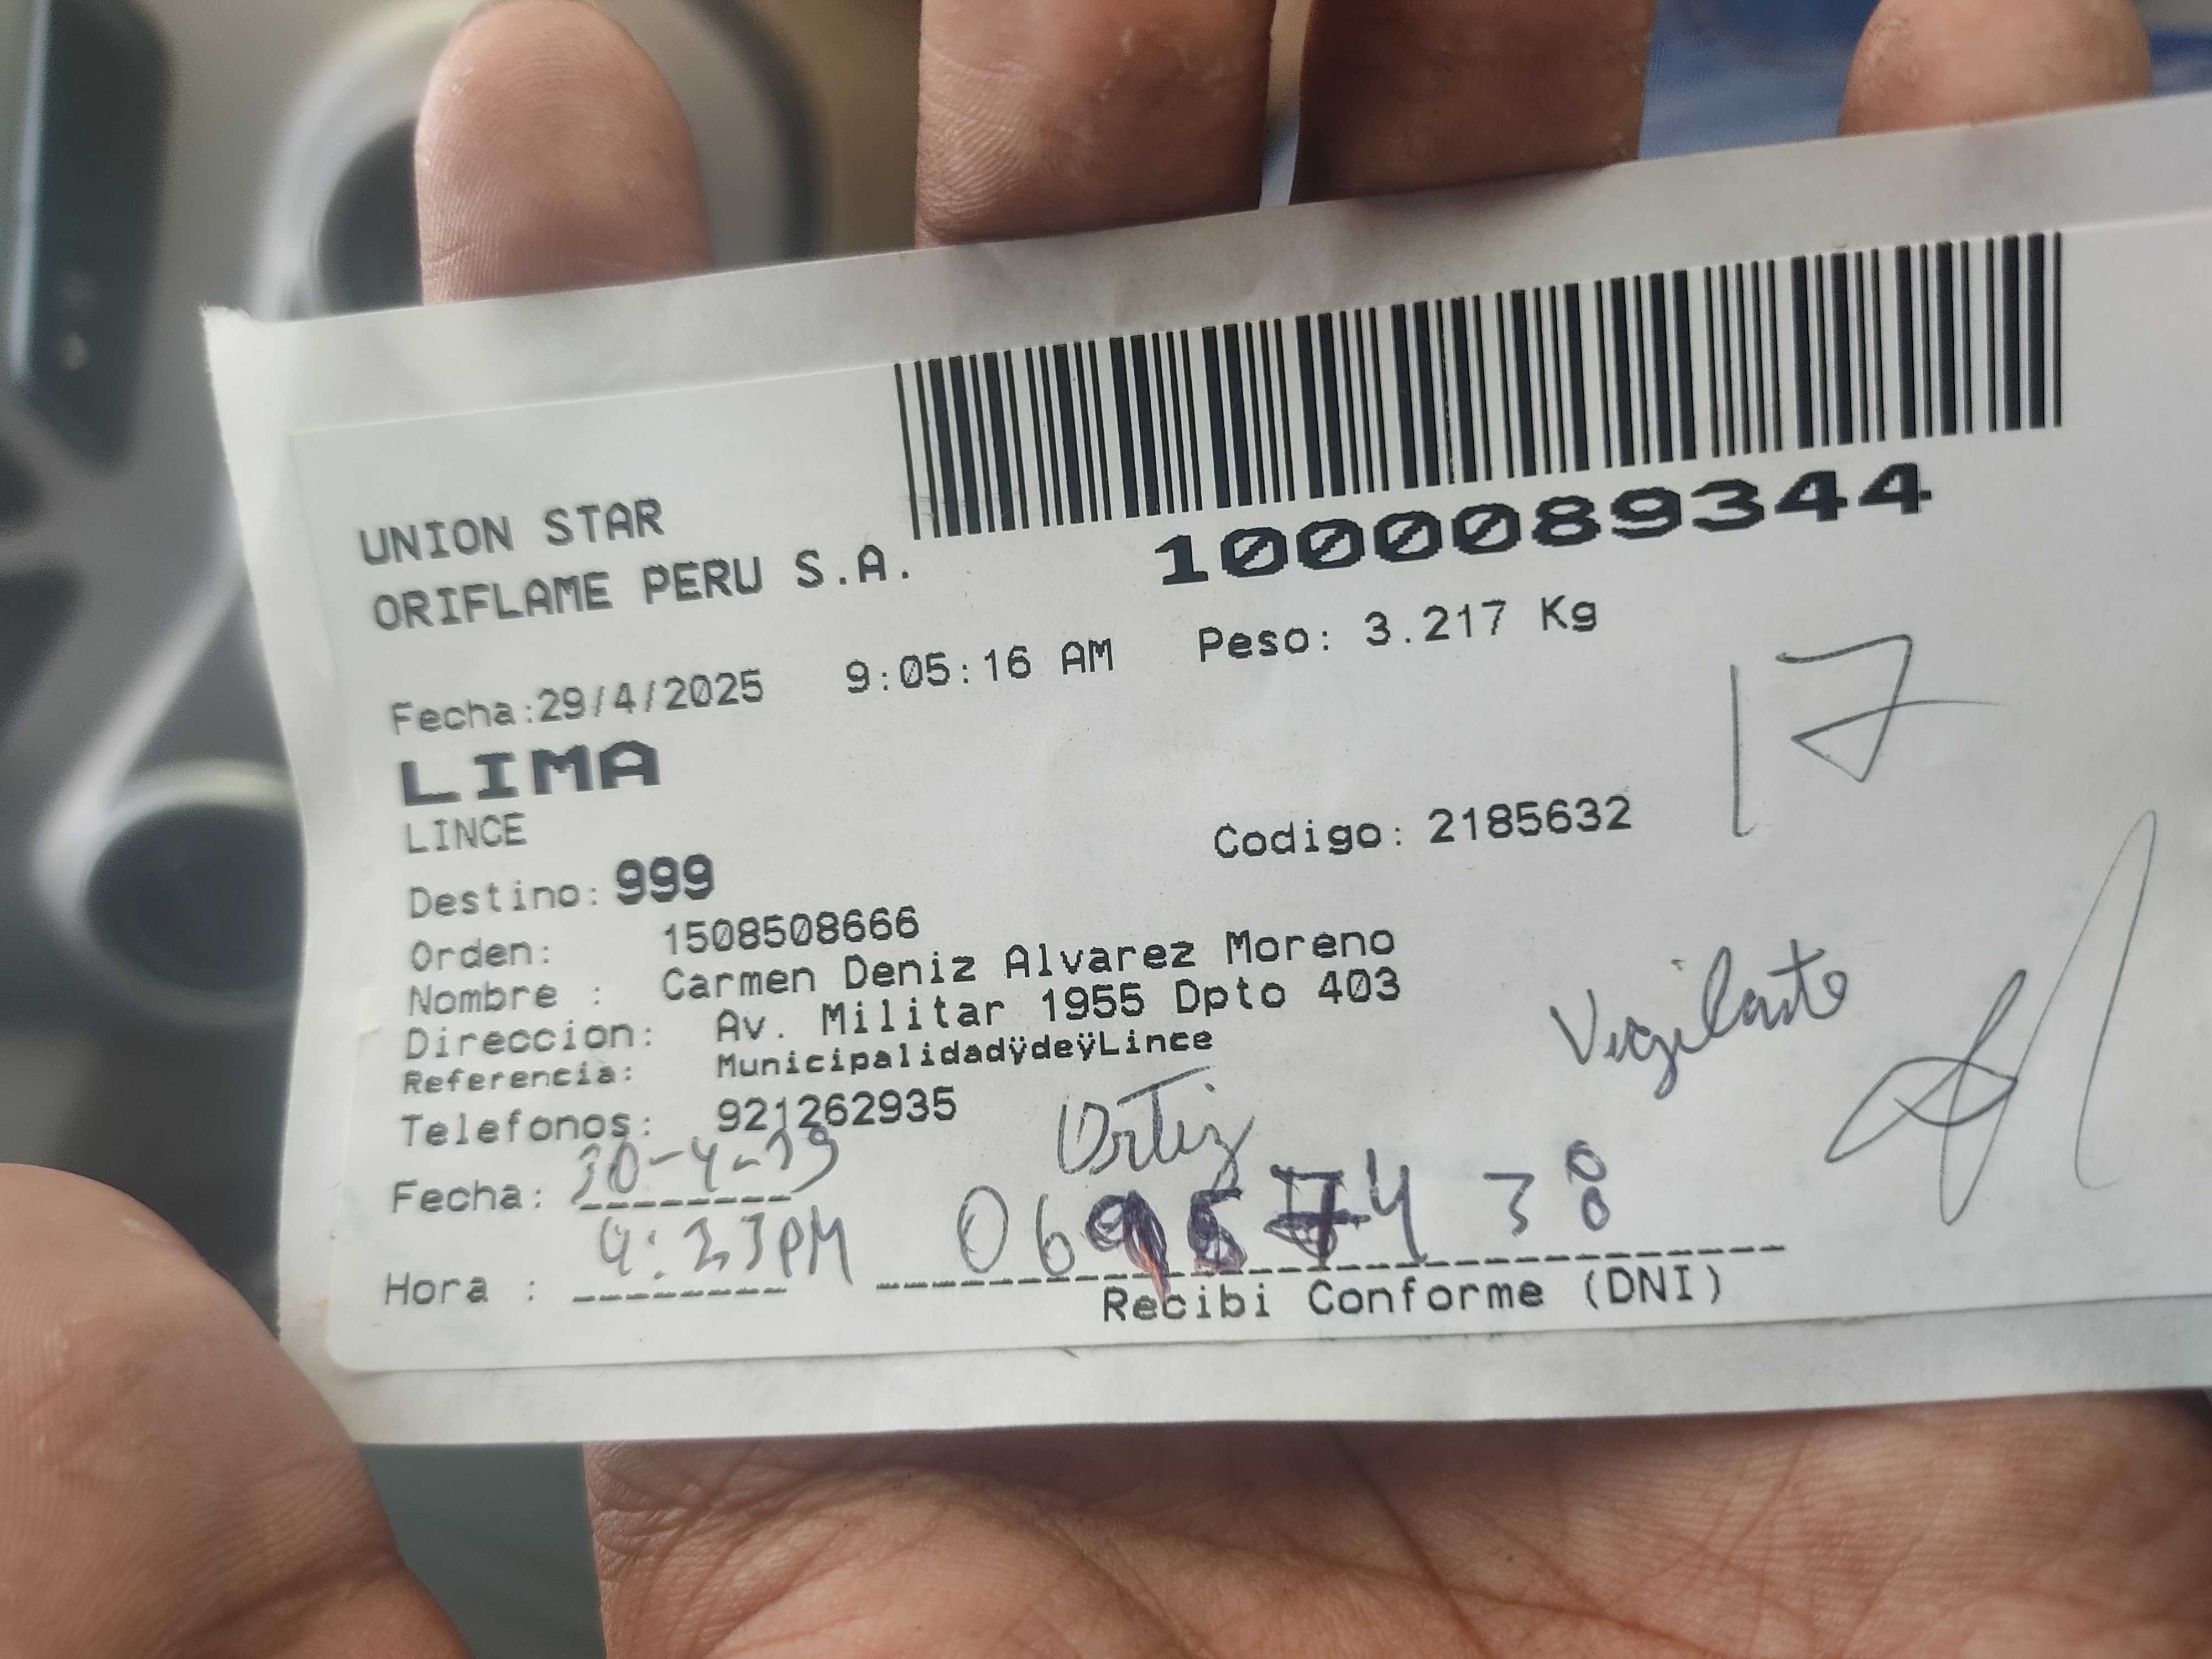 UNION STAR
ORIFLAME PERU S.A.
1000089344
Fecha:29/4/2025 9:05:16 AM Peso: 3.217 Kg
LIMA
17
LINCE
Codigo: 2185632
Destino: 999
Orden: 1508508666
Nombre : Carmen Deniz Alvarez Moreno
Direccion: Av. Militar 1955 Dpto 403
Referencia: MunicipalidadÿdeÿLince
Vigilante
Telefonos: 921262935
Ortiz
Fecha:
Hora :
Recibi Conforme (DNI)